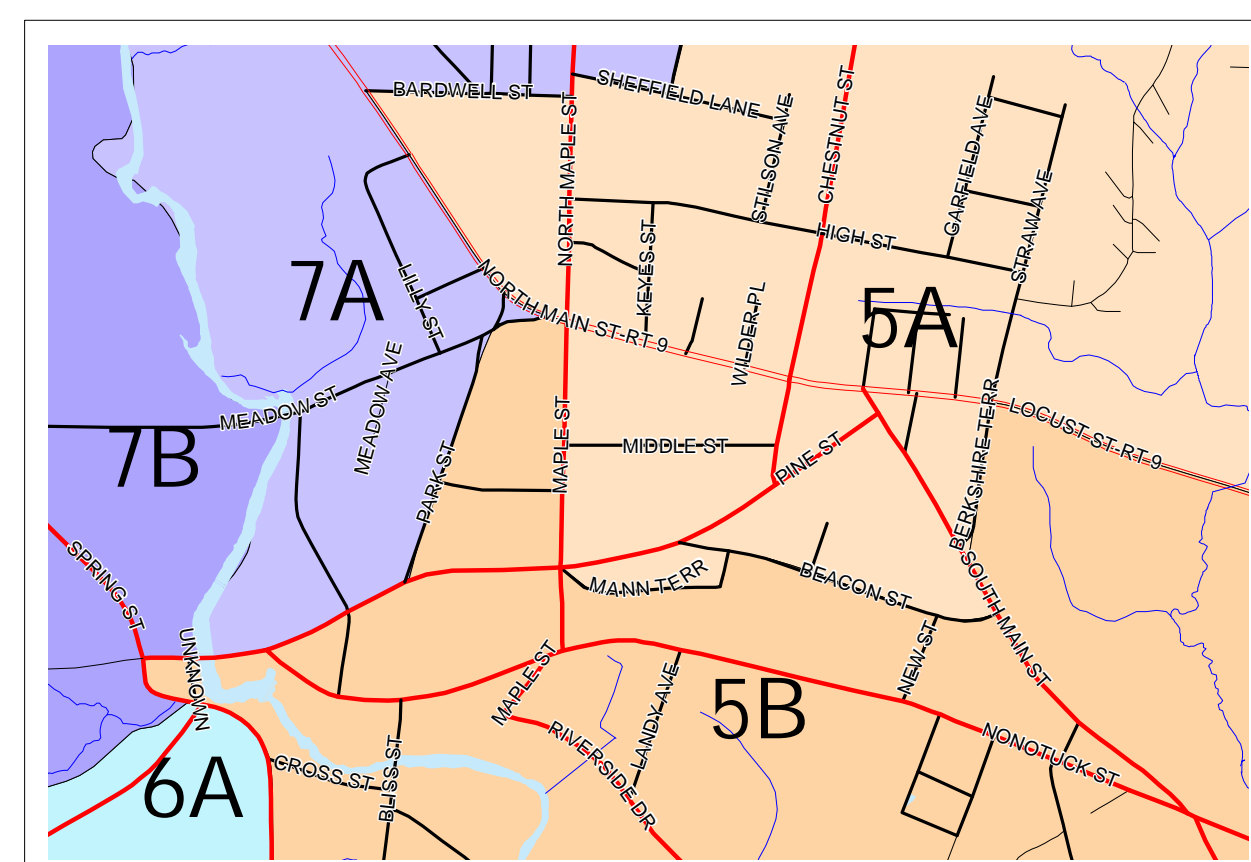 BARDWELL ST
SHEFFIELD LANE
NORTH MAPLE ST
STILSON AVE
CHESTNUT ST
GARFIELD AVE
STRAW AVE
HIGH ST
KEYES ST
7A
LILLY ST
NORTH MAIN ST-RT 9
WILDER PL
5A
MEADOW ST
MEADOW AVE
7B
PARK ST
MAPLE ST
MIDDLE ST
PINE ST
BERKSHIRE TERR
LOCUST ST-RT 9
SPRING ST
MANN TERR
BEACON ST
SOUTH MAIN ST
UNKNOWN
NEW ST
MAPLE ST
LANDY AVE
5B
NONOTUCK ST
RIVERSIDE DR
6A
CROSS ST
BLISS ST